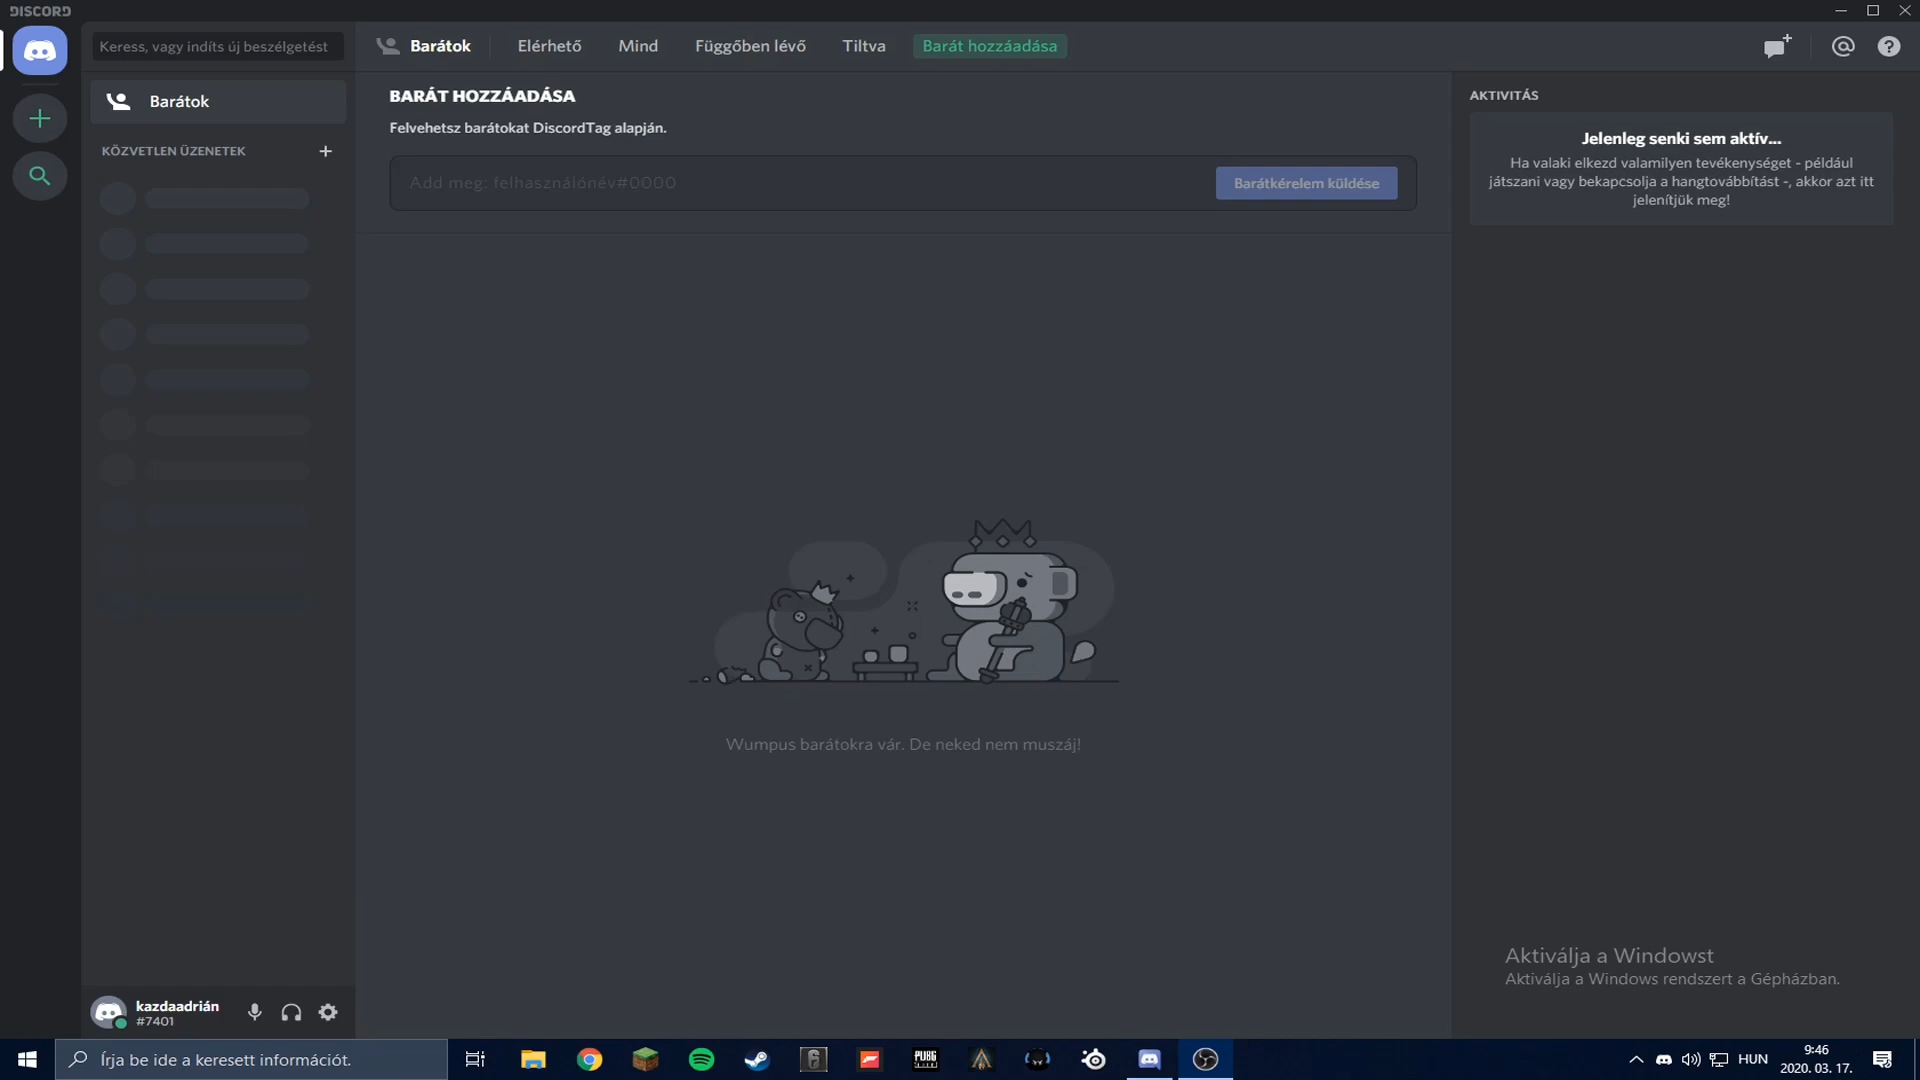 DISCORD
Keress, vagy indíts új beszélgetést
Barátok
Elérhető
Mind
Függőben lévő
Tiltva
Barát hozzáadása
Barátok
KÖZVETLEN ÜZENETEK
BARÁT HOZZÁADÁSA
Felvehetsz barátokat DiscordTag alapján.
Add meg: felhasználónév#0000
Barátkérelem küldése
AKTIVITÁS
Jelenleg senki sem aktív...
Ha valaki elkezd valamilyen tevékenységet - például
játszani vagy bekapcsolja a hangtovábbítást -, akkor azt itt
jelenítjük meg!
Wumpus barátokra vár. De neked nem muszáj!
Aktiválja a Windowst
Aktiválja a Windows rendszert a Gépházban.
kazdaadrián
#7401
Írja be ide a keresett információt.
PUBG
HUN
9:46
2020. 03. 17.